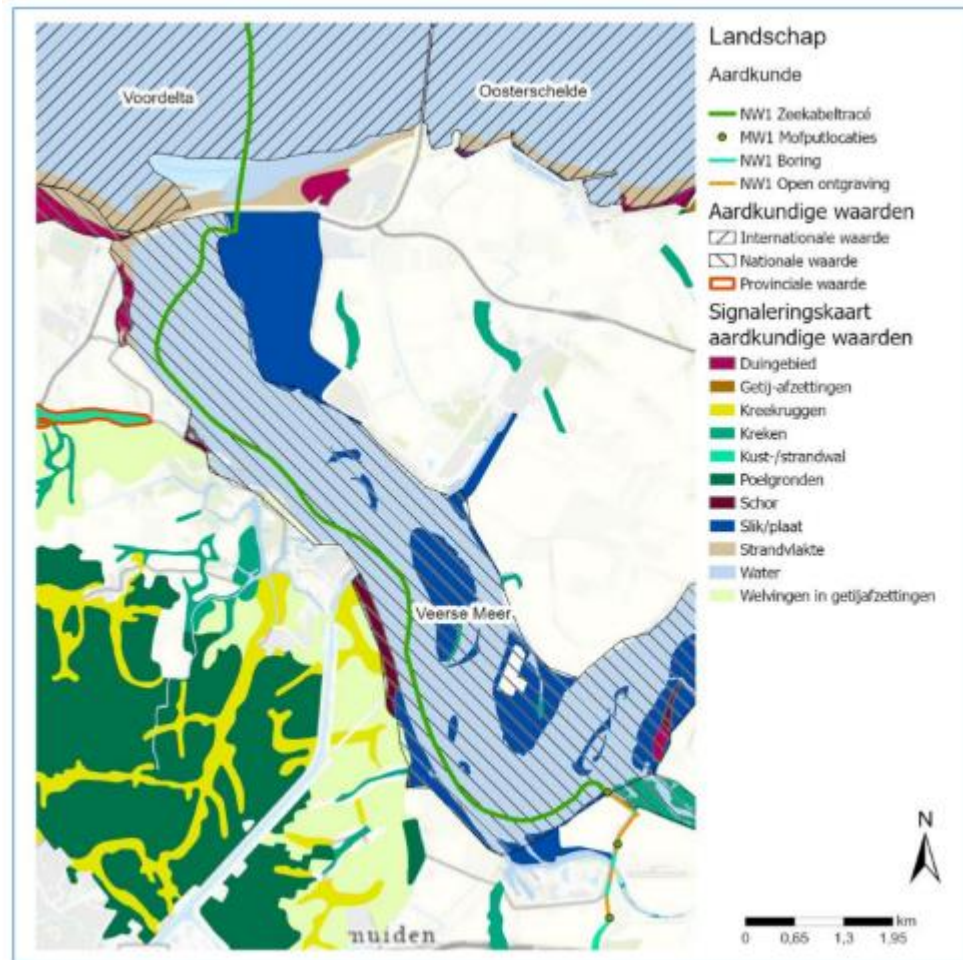 Voordelta
Oosterschelde
Veerse Meer
muiden
Landschap
Aardkunde
NW1 Zeekabeltracé
MW1 Mofputlocaties
NW1 Boring
NW1 Open ontgraving
Aardkundige waarden
Internationale waarde
Nationale waarde
Provinciale waarde
Signaleringskaart
aardkundige waarden
Duingebied
Getij-afzettingen
Kreekruggen
Kreken
Kust-/strandwal
Poelgronden
Schor
Slik/plaat
Strandvlakte
Water
Welvingen in getijafzettingen
N
km
0 0,65 1,3 1,95